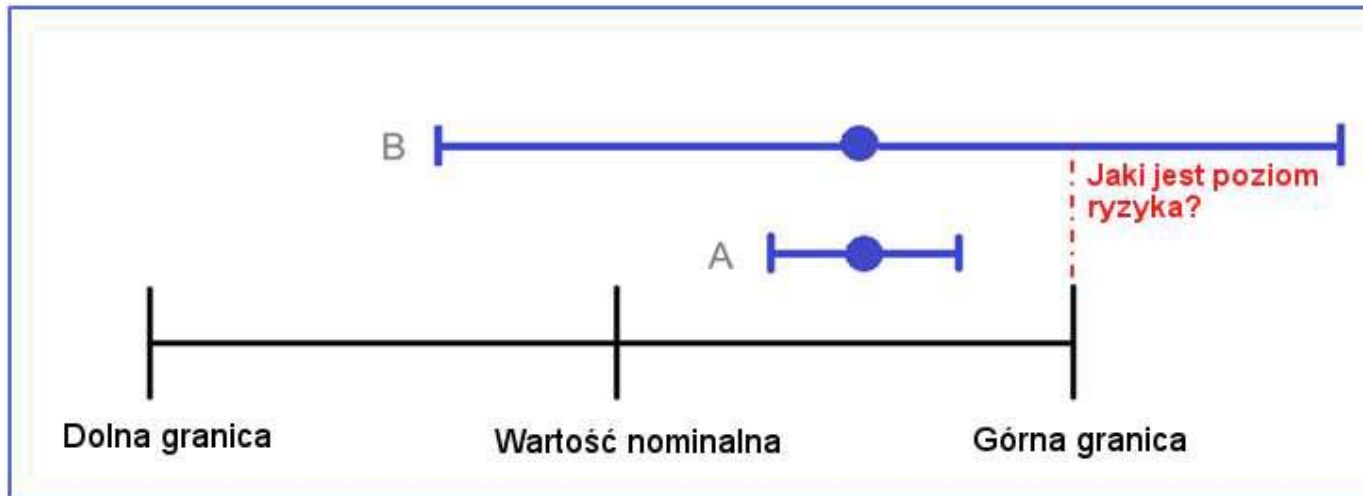 B
Jaki jest poziom
ryzyka?
A
Dolna granica
Wartość nominalna
Górna granica